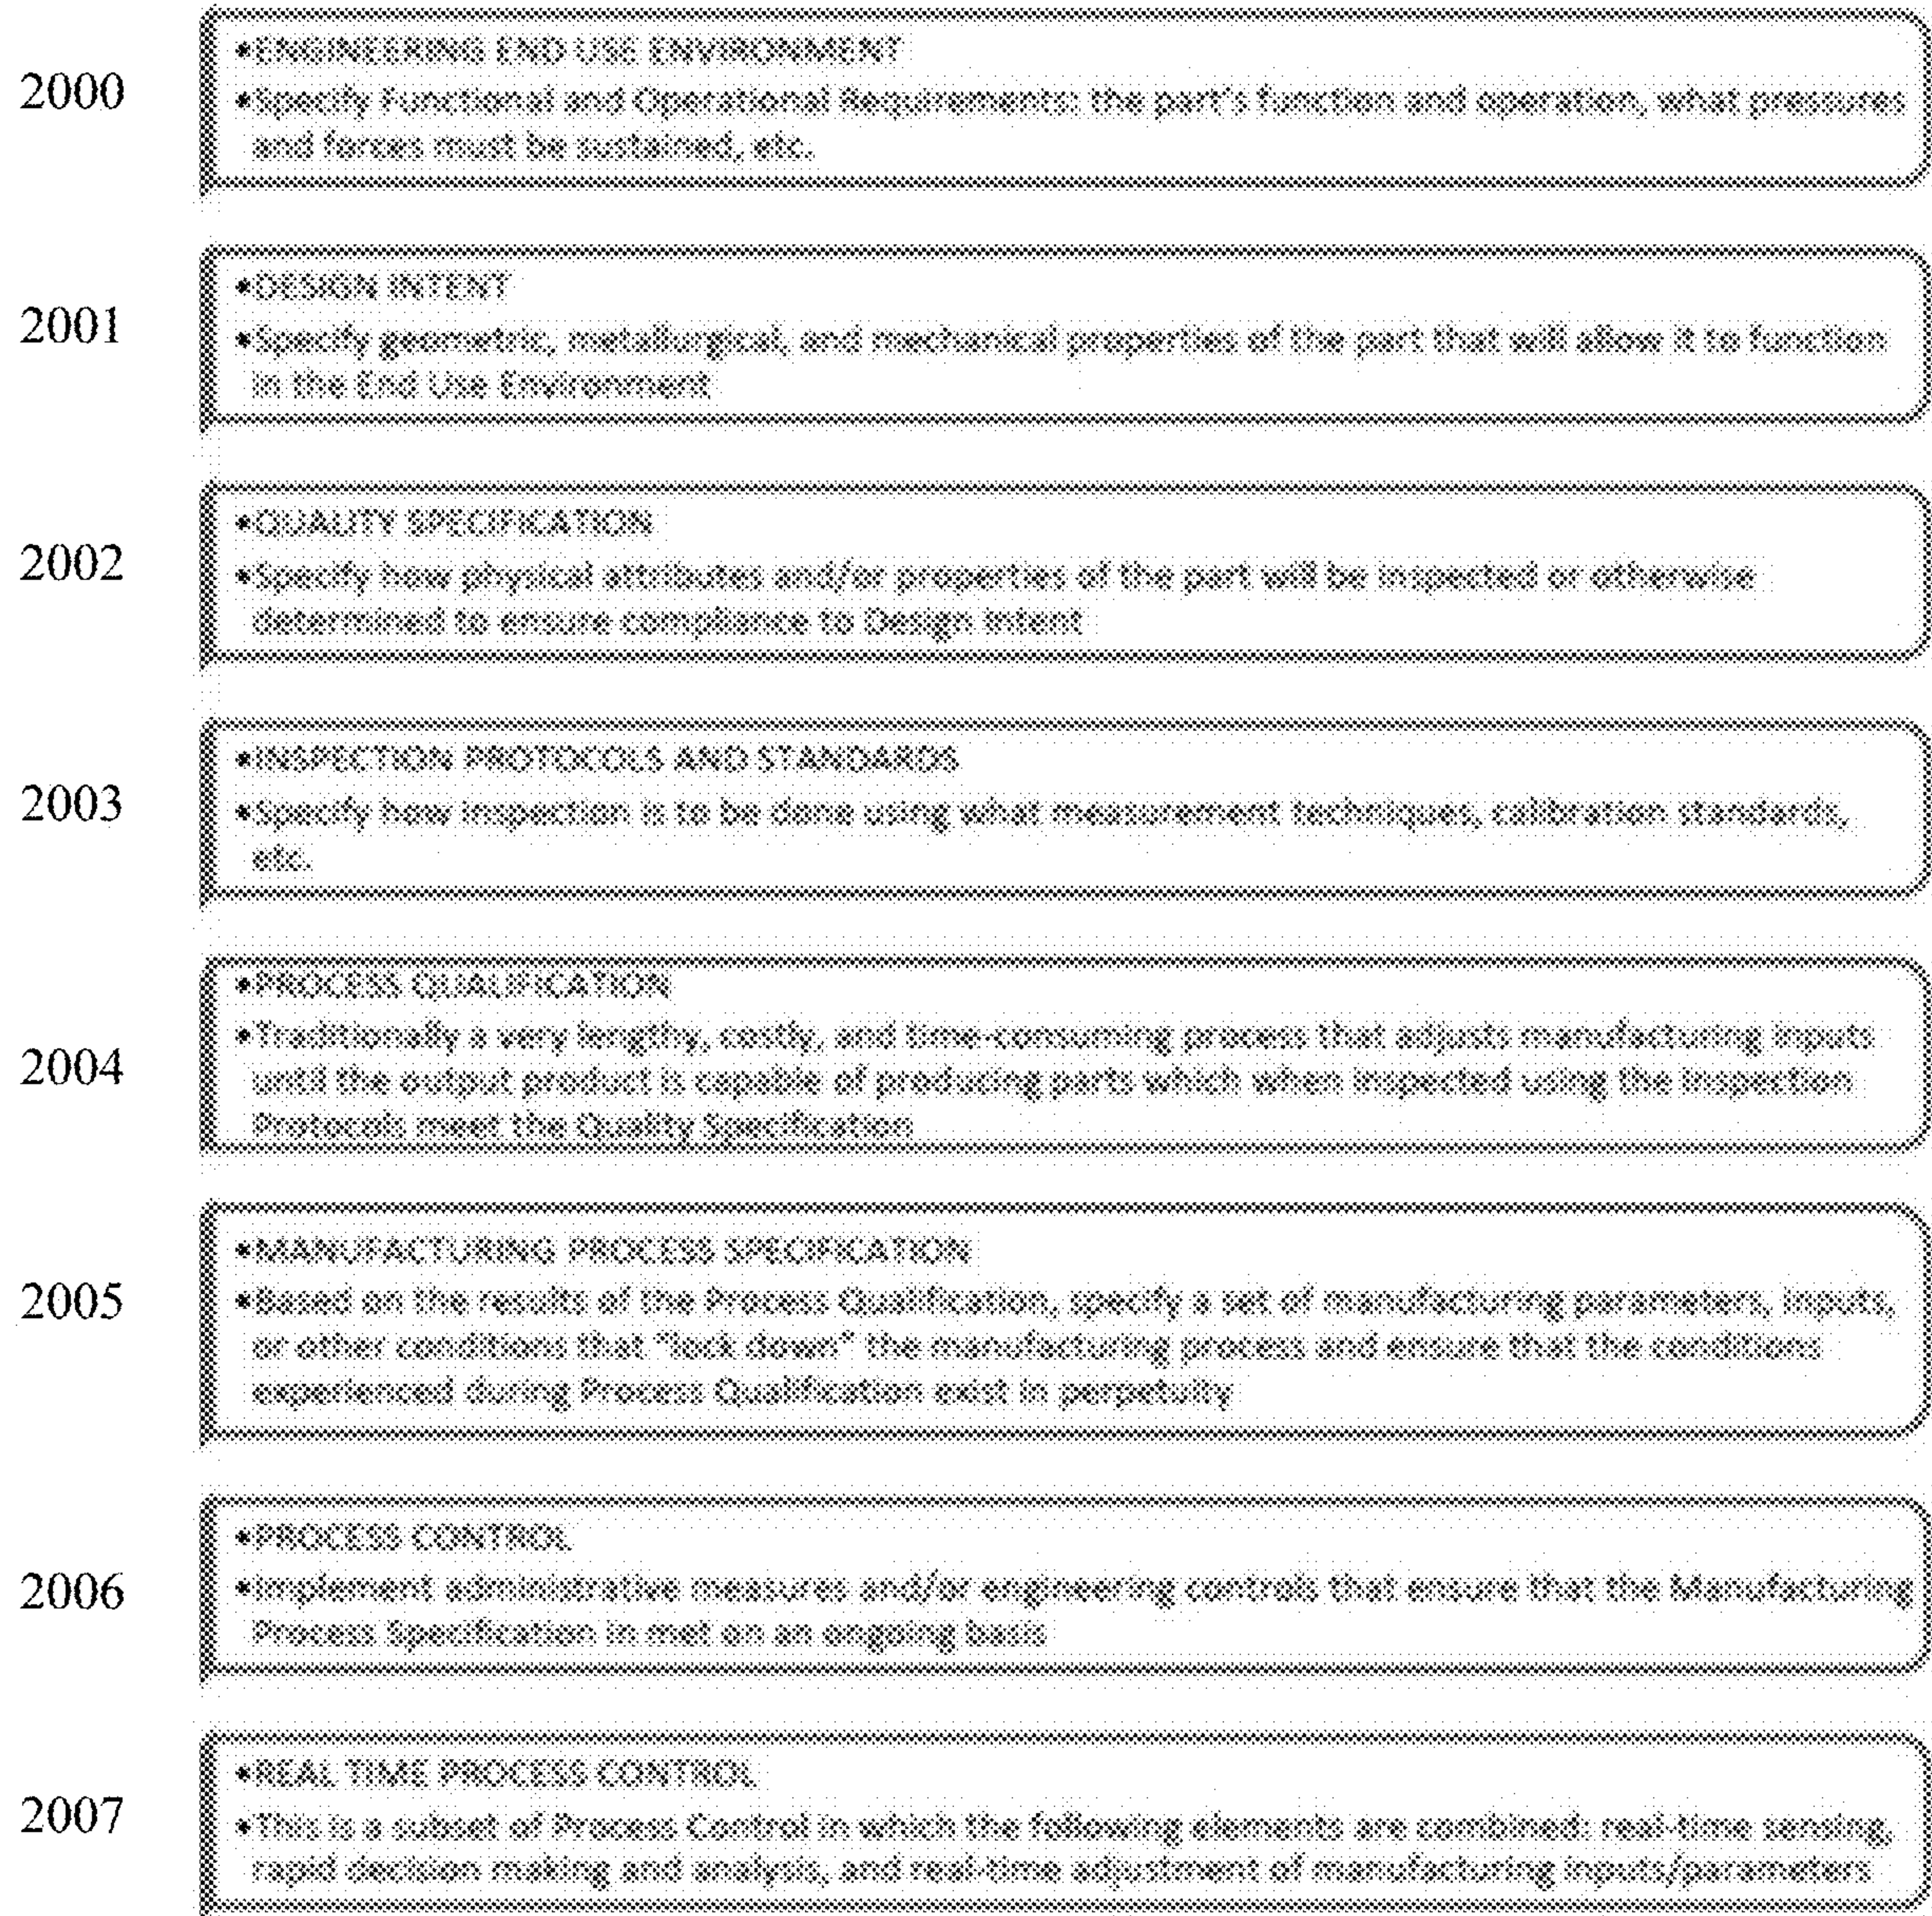 2000
•ENGINEERING END USE ENVIRONMENT
•Specify Functional and Operational Requirements: the part's function and operation, what pressures
and forces must be sustained, etc.
2001
•DESIGN INTENT
•Specify geometric, metallurgical, and mechanical properties of the part that will allow it to function
in the End Use Environment
2002
•QUALITY SPECIFICATION
•Specify how physical attributes and/or properties of the part will be inspected or otherwise
determined to ensure compliance to Design Intent
2003
•INSPECTION PROTOCOLS AND STANDARDS
•Specify how inspection is to be done using what measurement techniques, calibration standards,
etc.
2004
•PROCESS QUALIFICATION
•Traditionally a very lengthy, costly, and time-consuming process that adjusts manufacturing inputs
until the output product is capable of producing parts which when inspected using the Inspection
Protocols meet the Quality Specification
2005
•MANUFACTURING PROCESS SPECIFICATION
•Based on the results of the Process Qualification, specify a set of manufacturing parameters, inputs,
or other conditions that "lock down" the manufacturing process and ensure that the conditions
experienced during Process Qualification exist in perpetuity
2006
•PROCESS CONTROL
•Implement administrative measures and/or engineering controls that ensure that the Manufacturing
Process Specification in met on an ongoing basis
2007
•REAL TIME PROCESS CONTROL
•This is a subset of Process Control in which the following elements are combined: real-time sensing,
rapid decision making and analysis, and real-time adjustment of manufacturing inputs/parameters